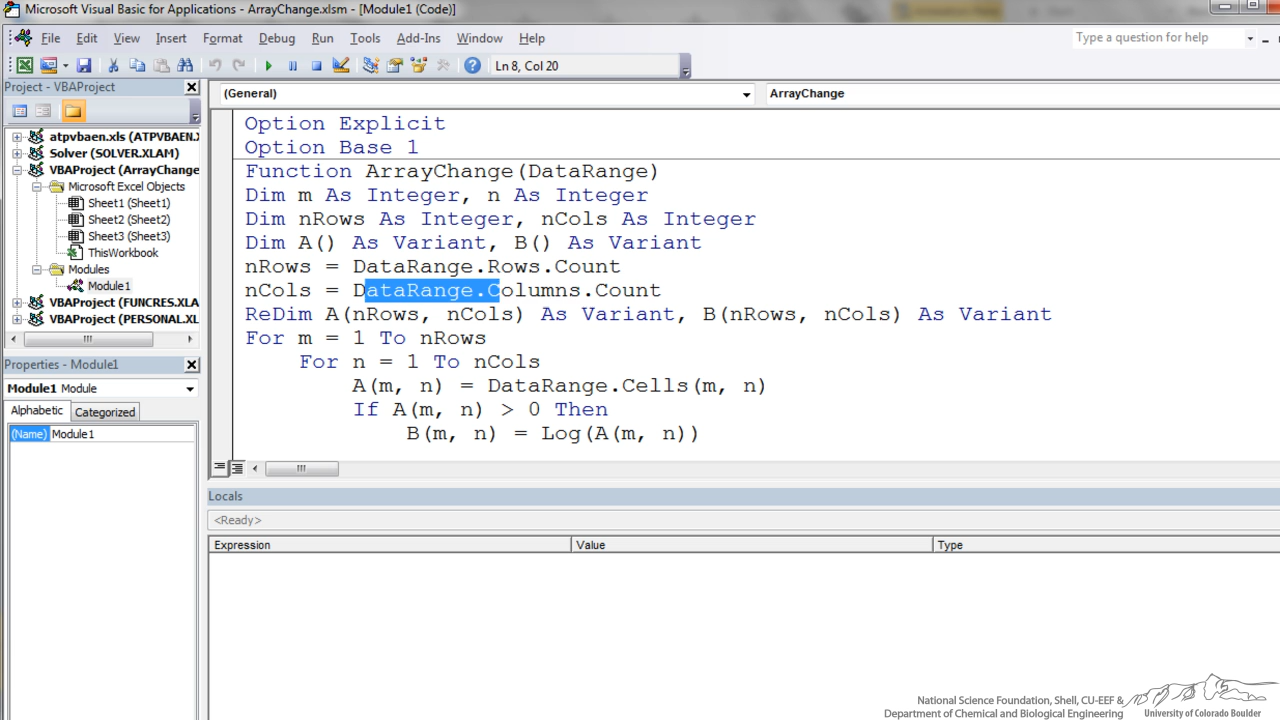 Microsoft Visual Basic for Applications - ArrayChange.xlsm - [Module1 (Code)]
File Edit View Insert Format Debug Run Tools Add-Ins Window Help
Type a question for help
Ln 8, Col 20
Project - VBAProject
(General)
ArrayChange
atpvbaen.xls (ATPVBAEN.X
Solver (SOLVER.XLAM)
VBAProject (ArrayChange
Microsoft Excel Objects
Sheet1 (Sheet1)
Sheet2 (Sheet2)
Sheet3 (Sheet3)
ThisWorkbook
Modules
Module1
VBAProject (FUNCRES.XLA
VBAProject (PERSONAL.XL
Properties - Module1
Module1 Module
Alphabetic Categorized
(Name) Module1
Option Explicit
Option Base 1
Function ArrayChange(DataRange)
Dim m As Integer, n As Integer
Dim nRows As Integer, nCols As Integer
Dim A() As Variant, B() As Variant
nRows = DataRange.Rows.Count
nCols = DataRange.Columns.Count
ReDim A(nRows, nCols) As Variant, B(nRows, nCols) As Variant
For m = 1 To nRows
For n = 1 To nCols
A(m, n) = DataRange.Cells(m, n)
If A(m, n) > 0 Then
B(m, n) = Log(A(m, n))
Locals
<Ready>
Expression Value Type
National Science Foundation, Shell, CU-EEF &
Department of Chemical and Biological Engineering
University of Colorado Boulder